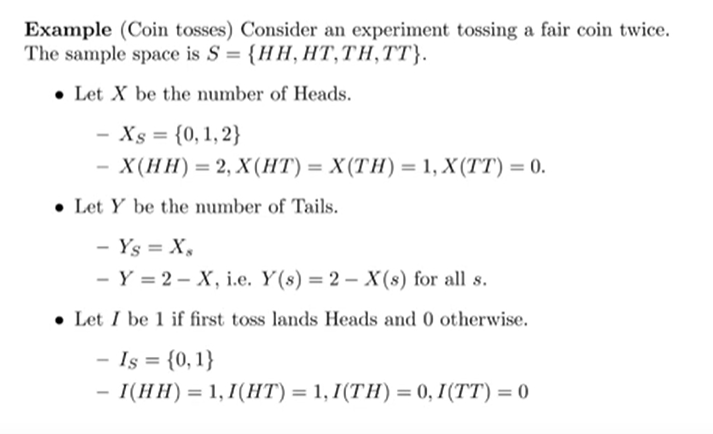 Example (Coin tosses) Consider an experiment tossing a fair coin twice.
The sample space is S = {HH, HT, TH, TT}.
• Let X be the number of Heads.
– X_S = {0, 1, 2}
– X(HH) = 2, X(HT) = X(TH) = 1, X(TT) = 0.
• Let Y be the number of Tails.
– Y_S = X_s
– Y = 2 − X, i.e. Y(s) = 2 − X(s) for all s.
• Let I be 1 if first toss lands Heads and 0 otherwise.
– I_S = {0, 1}
– I(HH) = 1, I(HT) = 1, I(TH) = 0, I(TT) = 0